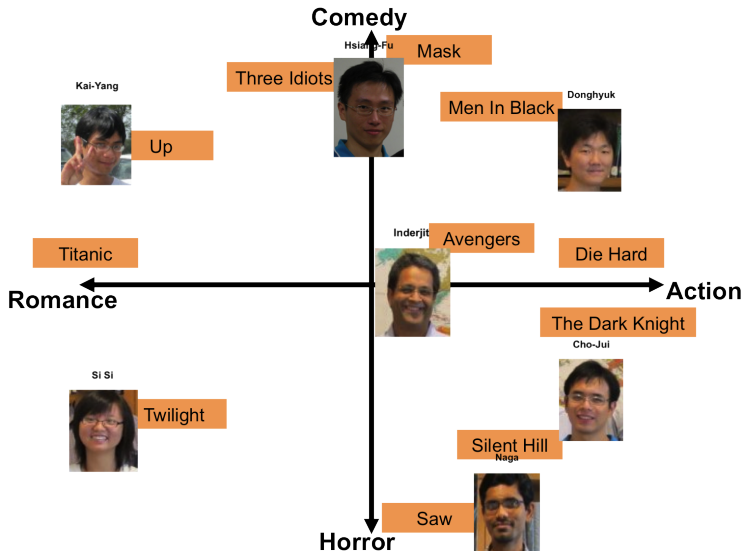 Comedy
Hsiang-Fu
Mask
Three Idiots
Kai-Yang
Men In Black
Donghyuk
Up
Inderjit
Avengers
Titanic
Die Hard
Romance
Action
The Dark Knight
Cho-Jui
Si Si
Twilight
Silent Hill
Naga
Saw
Horror